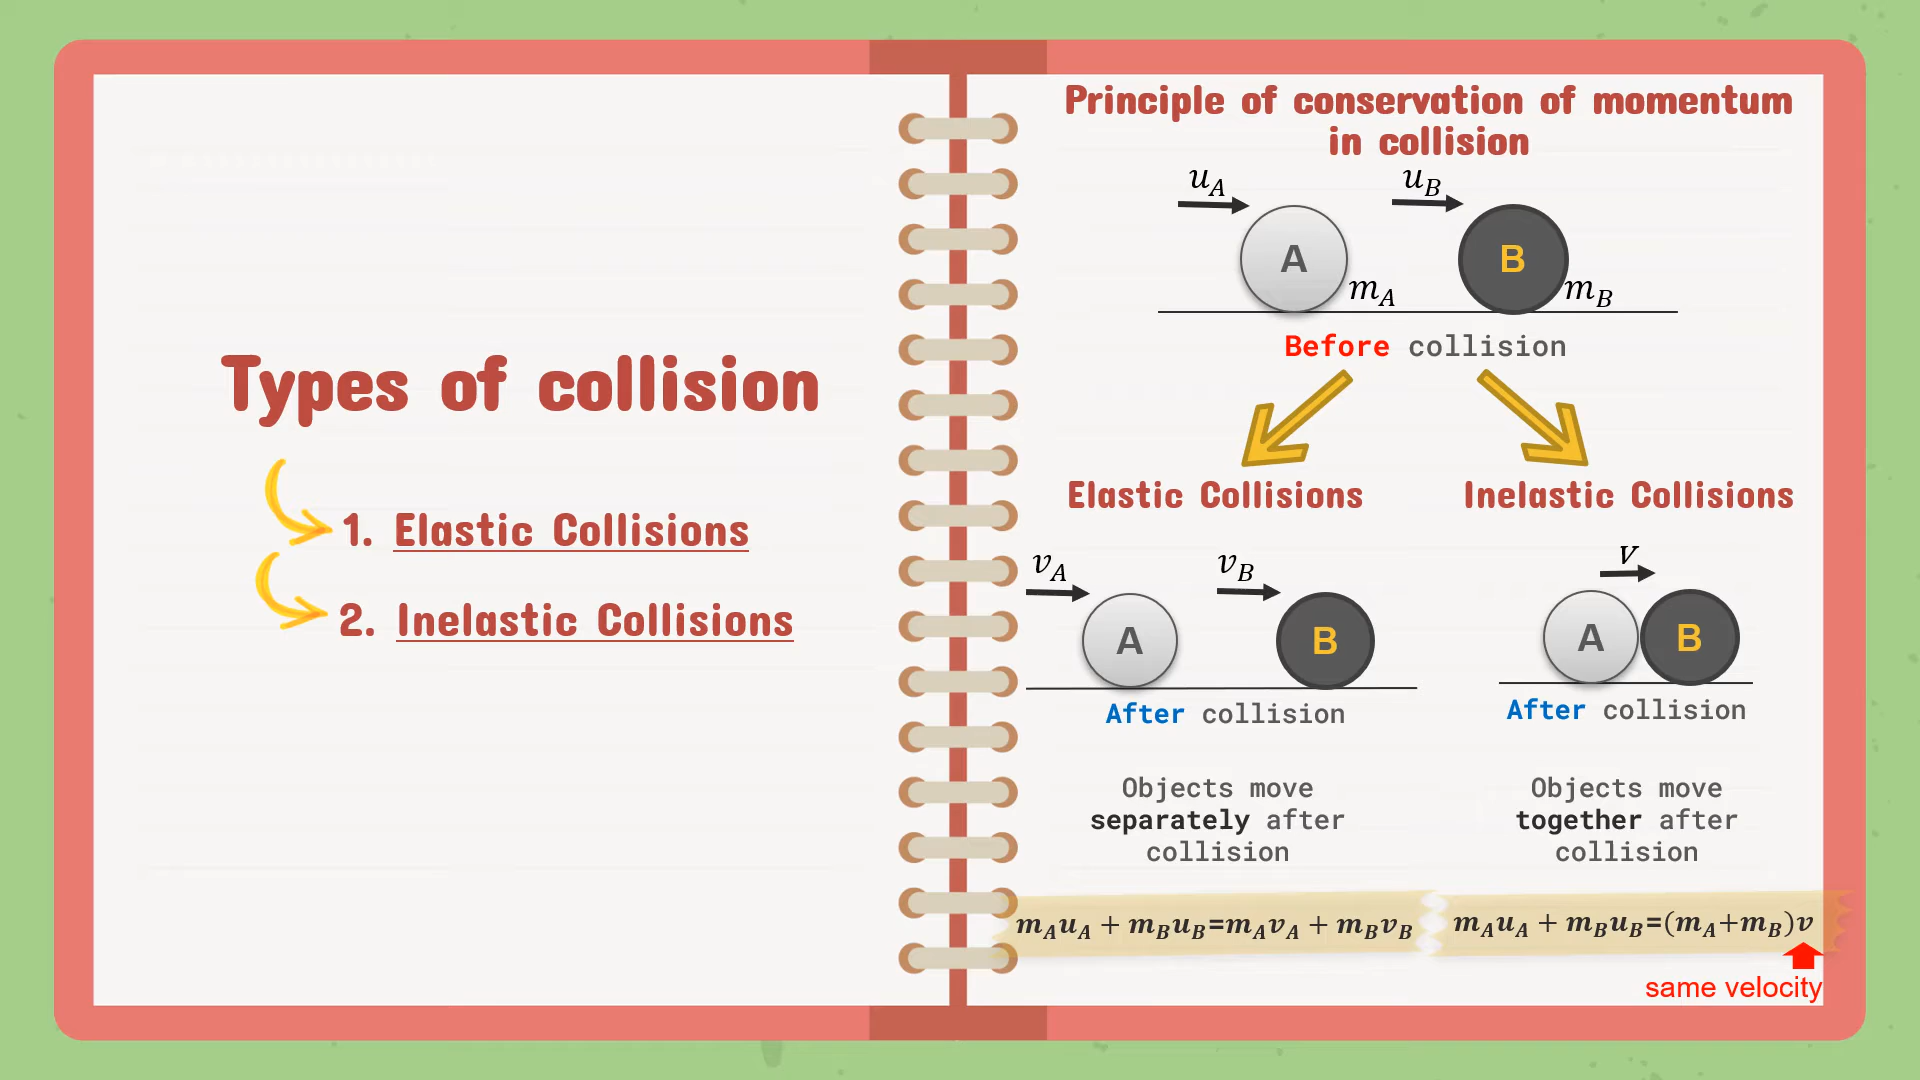 Types of collision
1. Elastic Collisions
2. Inelastic Collisions
Principle of conservation of momentum
in collision
u_A u_B
A B
m_A m_B
Before collision
Elastic Collisions
v_A v_B
A B
After collision
Objects move
separately after
collision
m_A u_A + m_B u_B=m_A v_A + m_B v_B
Inelastic Collisions
V
A B
After collision
Objects move
together after
collision
m_A u_A + m_B u_B=(m_A+m_B)v
same velocity